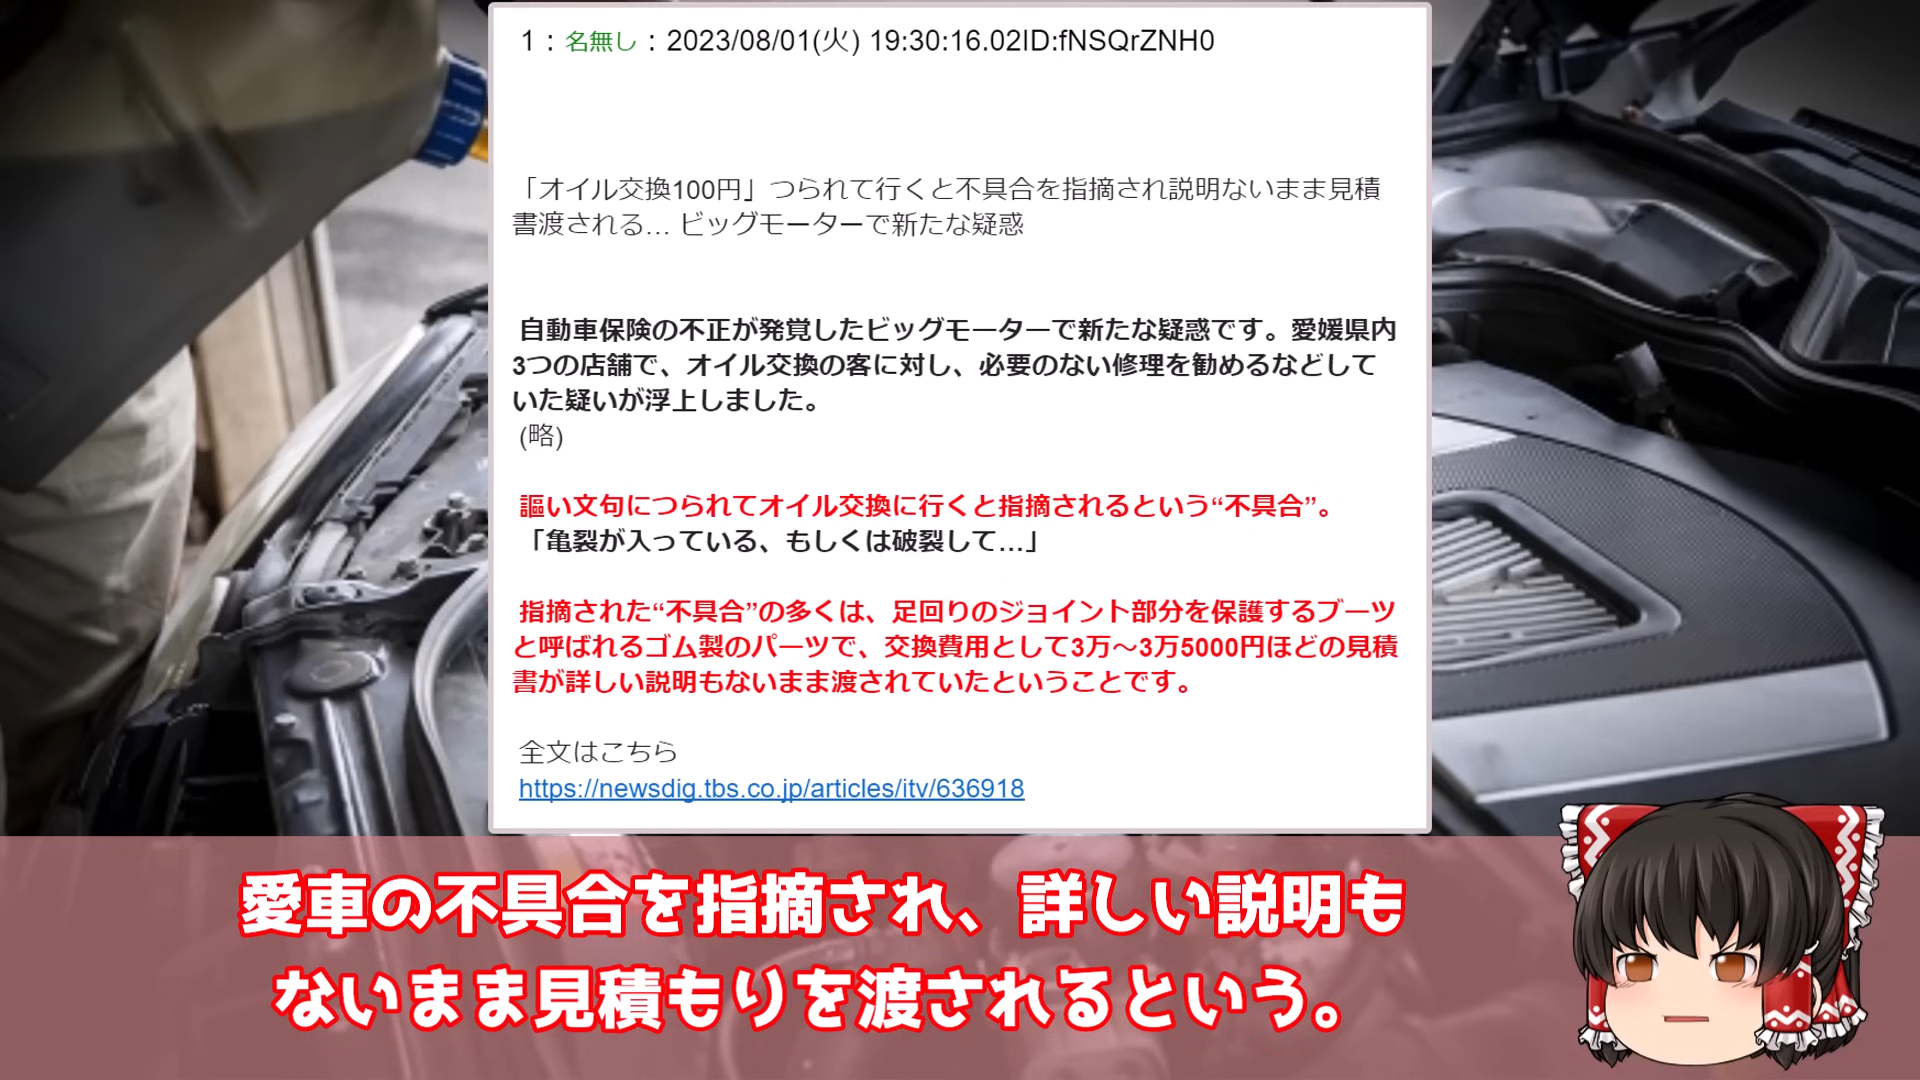 1：名無し：2023/08/01(火) 19:30:16.02ID:fNSQrZNH0
「オイル交換100円」つられて行くと不具合を指摘され説明ないまま見積
書渡される... ビッグモーターで新たな疑惑
自動車保険の不正が発覚したビッグモーターで新たな疑惑です。愛媛県内
3つの店舗で、オイル交換の客に対し、必要のない修理を勧めるなどして
いた疑いが浮上しました。
(略)
謳い文句につられてオイル交換に行くと指摘されるという“不具合”。
「亀裂が入っている、もしくは破裂して…」
指摘された“不具合”の多くは、足回りのジョイント部分を保護するブーツ
と呼ばれるゴム製のパーツで、交換費用として3万～3万5000円ほどの見積
書が詳しい説明もないまま渡されていたということです。
全文はこちら
https://newsdig.tbs.co.jp/articles/itv/636918
愛車の不具合を指摘され、詳しい説明も
ないまま見積もりを渡されるという。